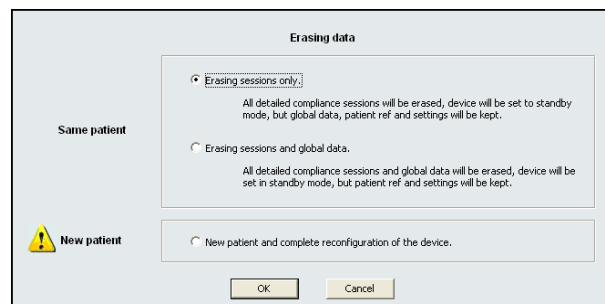 Erasing data
Same patient
Erasing sessions only.
All detailed compliance sessions will be erased, device will be set to standby
mode, but global data, patient ref and settings will be kept.
Erasing sessions and global data.
All detailed compliance sessions and global data will be erased, device will be
set in standby mode, but patient ref and settings will be kept.
New patient
New patient and complete reconfiguration of the device.
OK
Cancel